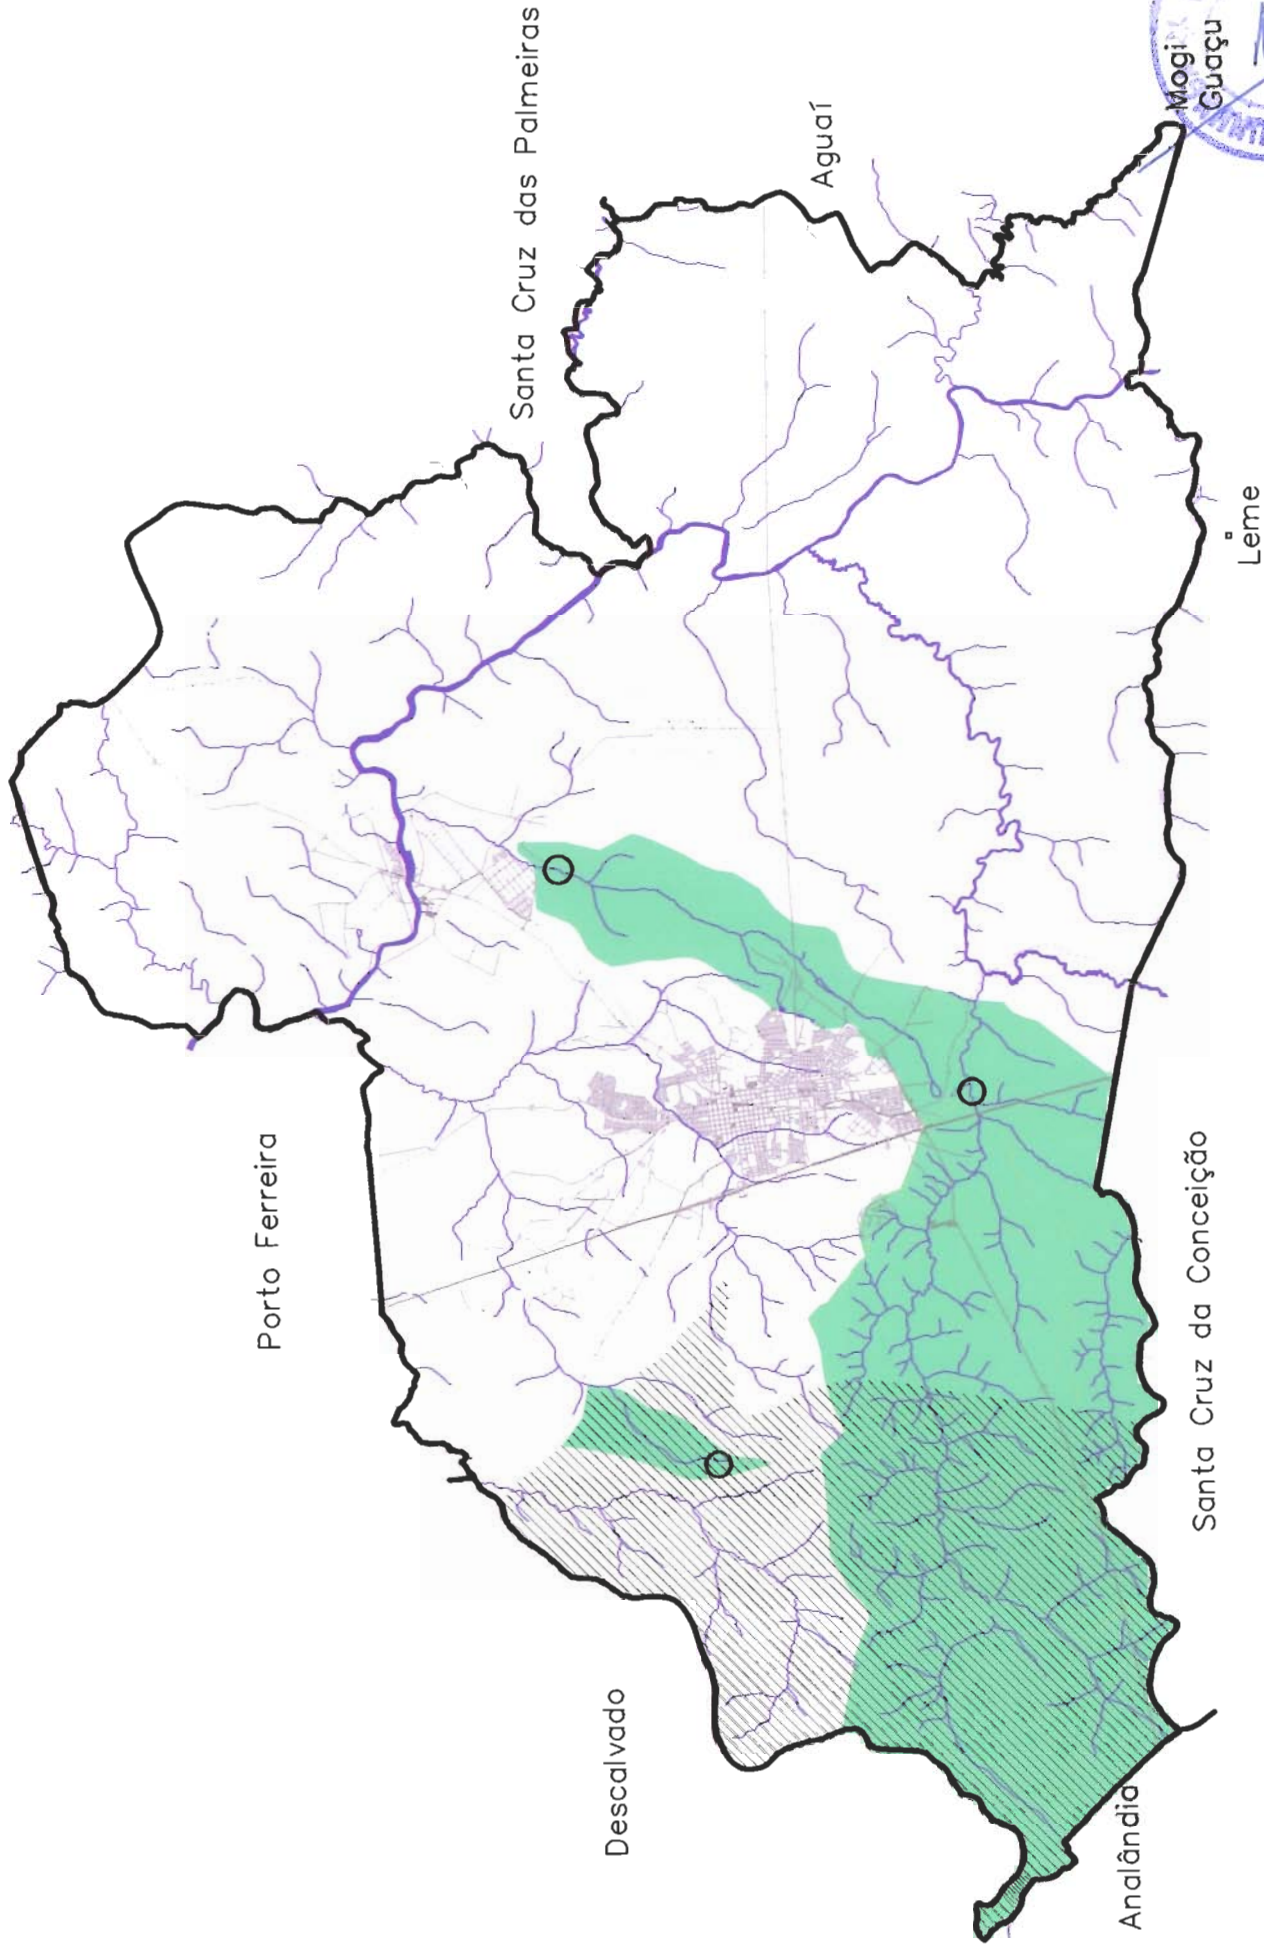 Santa Cruz das Palmeiras
Aguaí
Mogi
Guaçu
Leme
Porto Ferreira
Santa Cruz da Conceição
Descalvado
Analândia